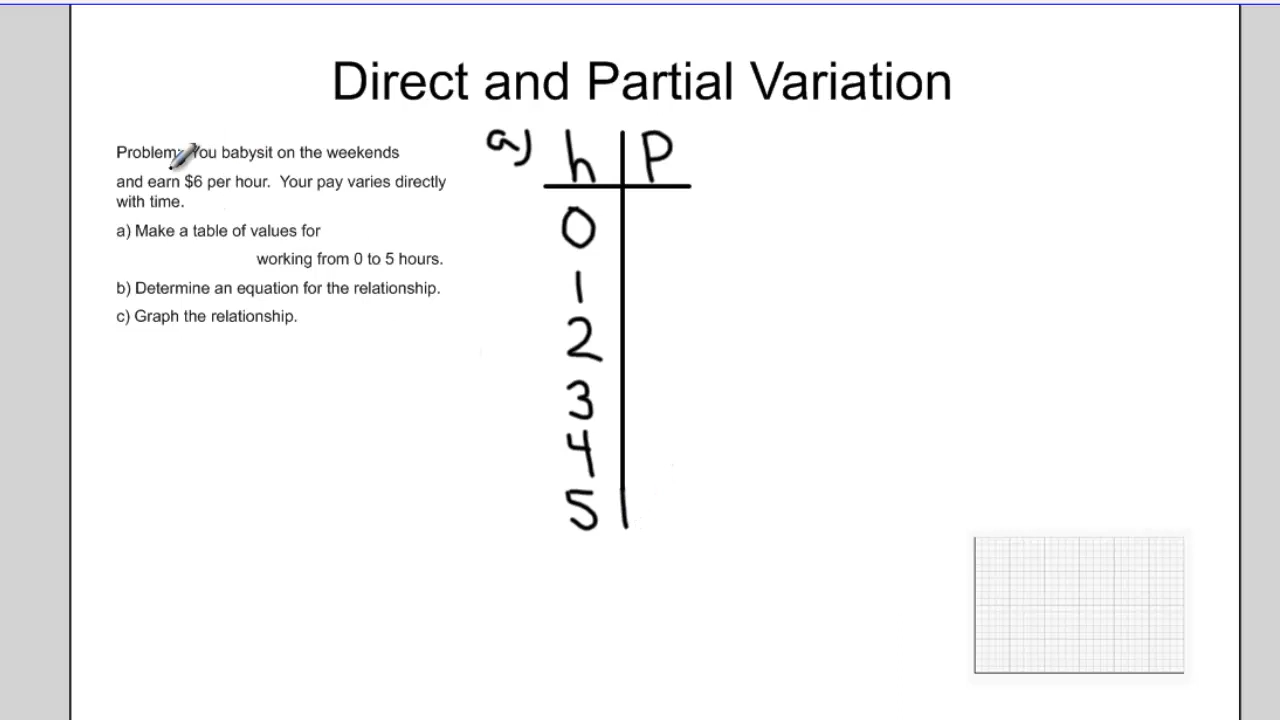 Direct and Partial Variation
Problem: You babysit on the weekends
and earn $6 per hour. Your pay varies directly
with time.
a) Make a table of values for
working from 0 to 5 hours.
b) Determine an equation for the relationship.
c) Graph the relationship.
a) h P
0
1
2
3
4
5